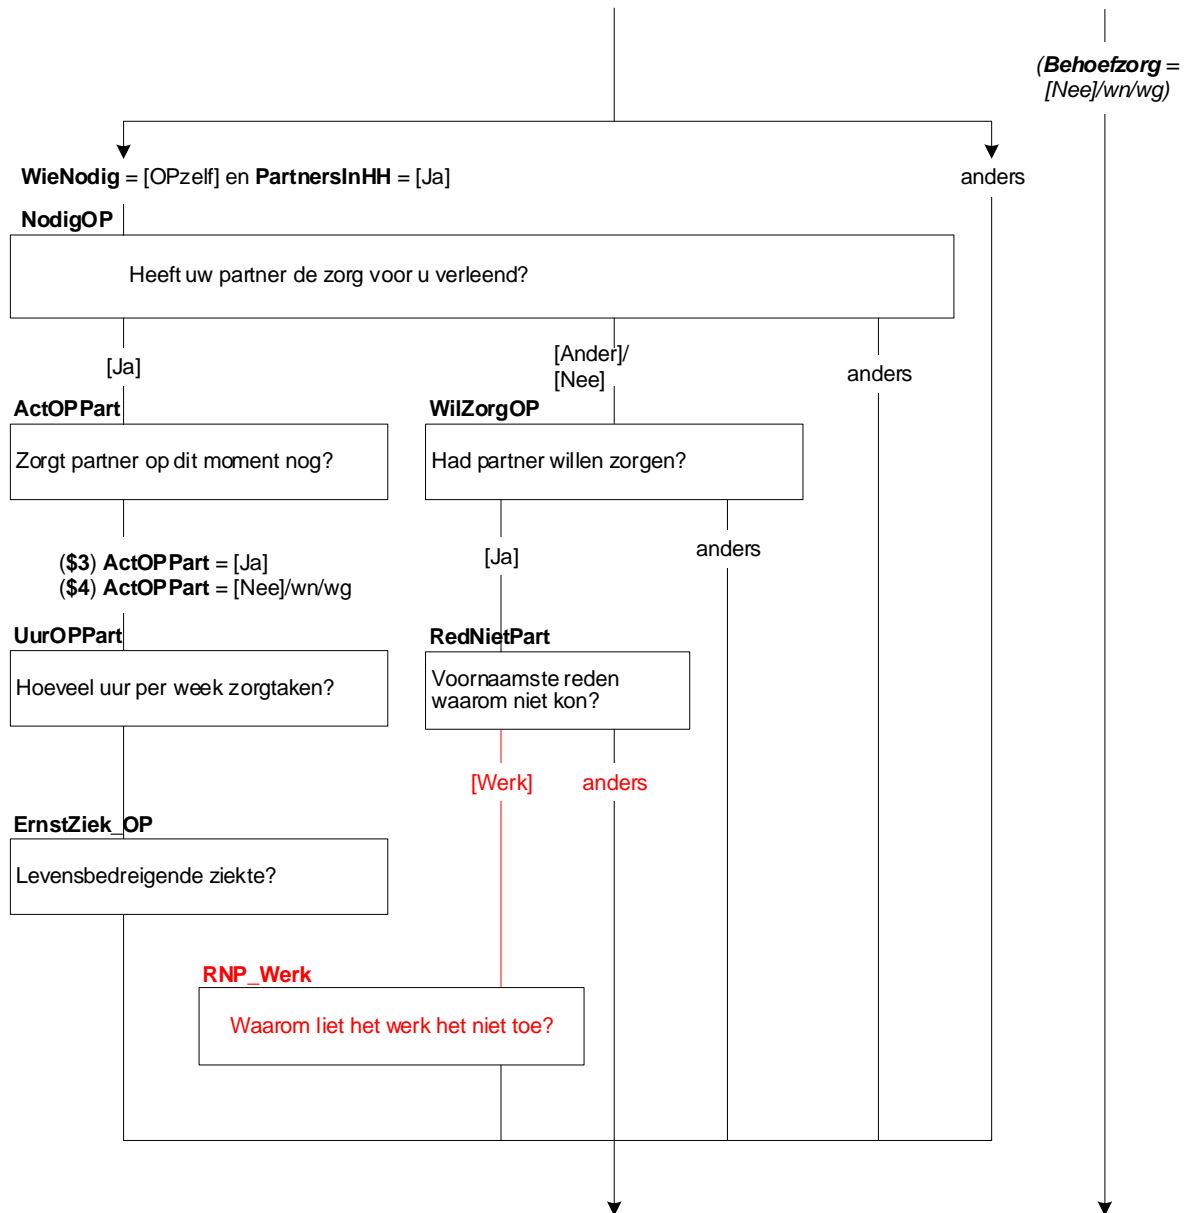 (Behoefzorg =
[Nee]/wn/wg)
WieNodig = [OPzelf] en PartnersInHH = [Ja]
anders
NodigOP
Heeft uw partner de zorg voor u verleend?
[Ja]
[Ander]/
[Nee]
anders
ActOPPart
WilZorgOP
Zorgt partner op dit moment nog?
Had partner willen zorgen?
($3) ActOPPart = [Ja]
($4) ActOPPart = [Nee]/wn/wg
[Ja]
anders
UurOPPart
RedNietPart
Hoeveel uur per week zorgtaken?
Voornaamste reden
waarom niet kon?
[Werk]
anders
ErnstZiek_OP
Levensbedreigende ziekte?
RNP_Werk
Waarom liet het werk het niet toe?